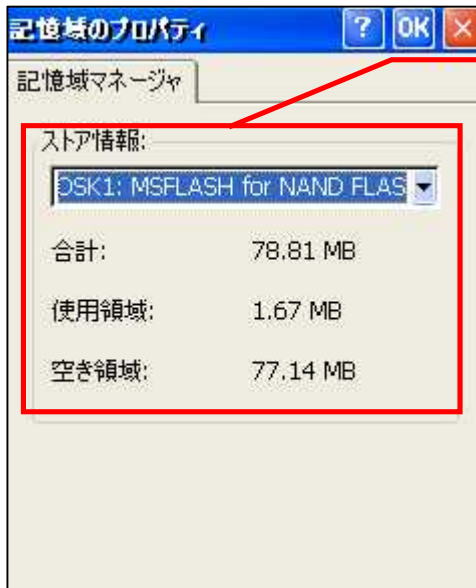 記憶域のプロパティ ? OK ×
記憶域マネージャ
ストア情報:
DSK1: MSFLASH for NAND FLAS
合計: 78.81 MB
使用領域: 1.67 MB
空き領域: 77.14 MB